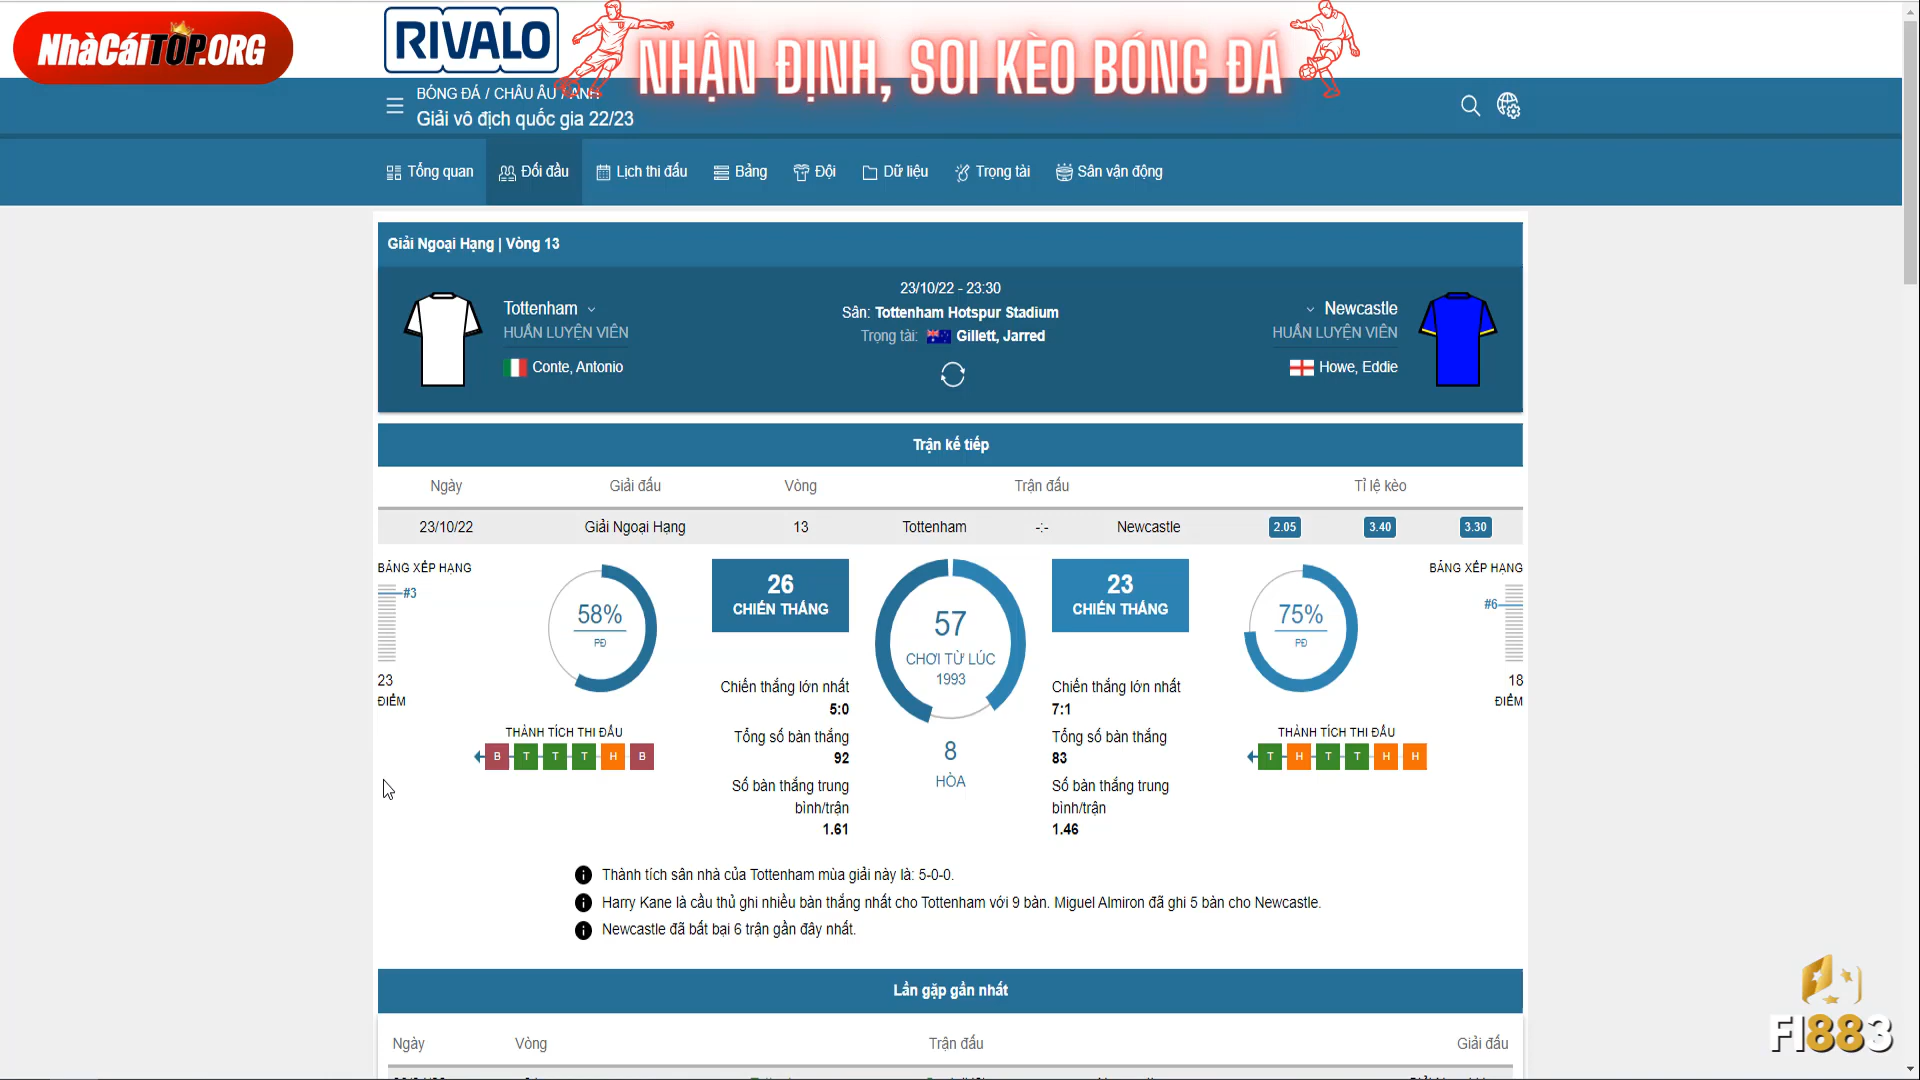 NhàCáiTOP.ORG
RIVALO
NHẬN ĐỊNH, SOI KÈO BÓNG ĐÁ
BÓNG ĐÁ / CHÂU ÂU / ANH
Giải vô địch quốc gia 22/23
Tổng quan
Đối đầu
Lịch thi đấu
Bảng
Đội
Dữ liệu
Trọng tài
Sân vận động
Giải Ngoại Hạng | Vòng 13
23/10/22 - 23:30
Tottenham
Sân: Tottenham Hotspur Stadium
Newcastle
HUẤN LUYỆN VIÊN
Trọng tài: Gillett, Jarred
HUẤN LUYỆN VIÊN
Conte, Antonio
Howe, Eddie
Trận kế tiếp
Ngày Giải đấu Vòng Trận đấu Tỉ lệ kèo
23/10/22 Giải Ngoại Hạng 13 Tottenham -:- Newcastle 2.05 3.40 3.30
BẢNG XẾP HẠNG
#3
23
ĐIỂM
58%
PĐ
THÀNH TÍCH THI ĐẤU
B T T T H B
26
CHIẾN THẮNG
Chiến thắng lớn nhất
5:0
Tổng số bàn thắng
92
Số bàn thắng trung
bình/trận
1.61
57
CHƠI TỪ LÚC
1993
8
HÒA
23
CHIẾN THẮNG
Chiến thắng lớn nhất
7:1
Tổng số bàn thắng
83
Số bàn thắng trung
bình/trận
1.46
75%
PĐ
THÀNH TÍCH THI ĐẤU
T H T T H H
BẢNG XẾP HẠNG
#6
18
ĐIỂM
Thành tích sân nhà của Tottenham mùa giải này là: 5-0-0.
Harry Kane là cầu thủ ghi nhiều bàn thắng nhất cho Tottenham với 9 bàn. Miguel Almiron đã ghi 5 bàn cho Newcastle.
Newcastle đã bất bại 6 trận gần đây nhất.
Lần gặp gần nhất
Ngày Vòng Trận đấu Giải đấu
FI883